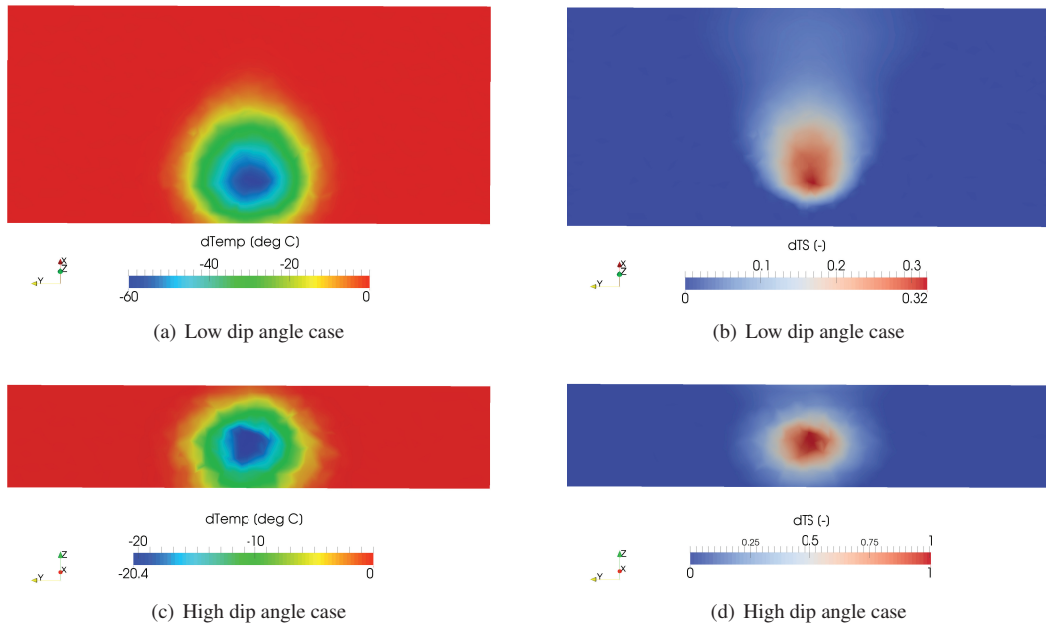 dTemp (deg C)
-40 -20
-60 0
X
Z
Y
(a) Low dip angle case
dTS (-)
0.1 0.2 0.3
0 0.32
X
Z
Y
(b) Low dip angle case
dTemp (deg C)
-20 -10 0
-20.4 0
Z
X
Y
(c) High dip angle case
dTS (-)
0 0.25 0.5 0.75 1
0 1
Z
X
Y
(d) High dip angle case